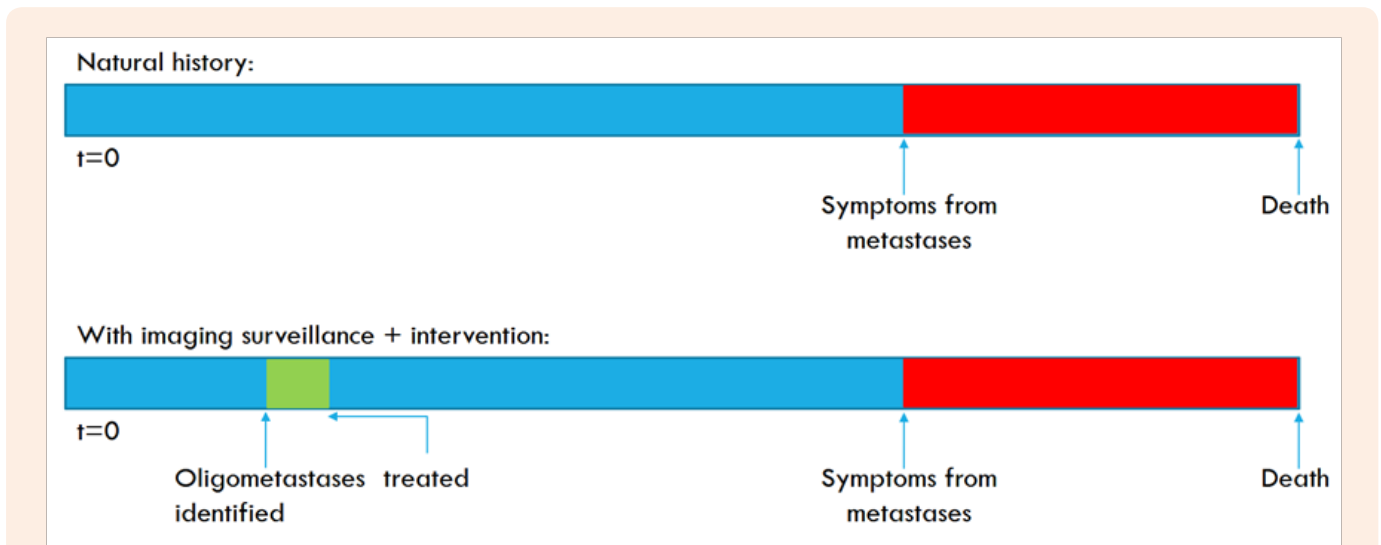 Natural history:
t=0
Symptoms from
metastases
Death
With imaging surveillance + intervention:
t=0
Oligometastases treated
identified
Symptoms from
metastases
Death